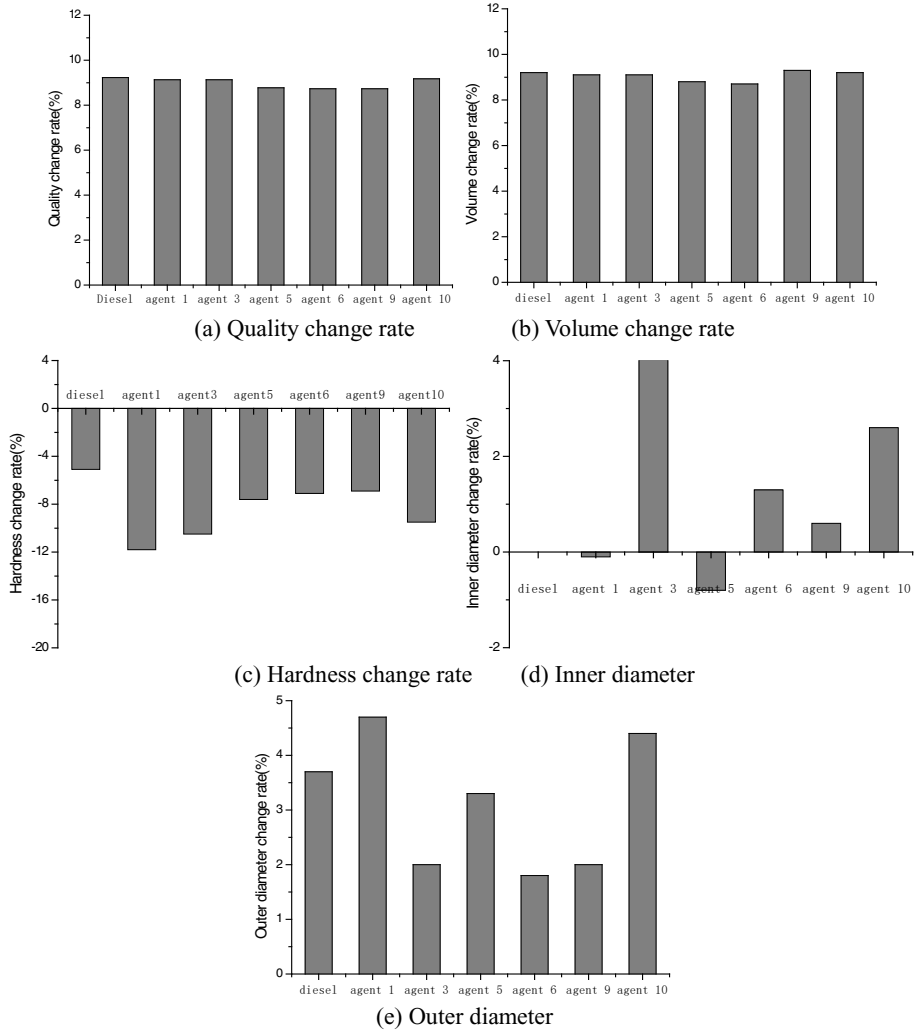 12
10
8
6
4
2
0
Quality change rate(%)
Diesel agent 1 agent 3 agent 5 agent 6 agent 9 agent 10
(a) Quality change rate
12
10
8
6
4
2
0
Volume change rate(%)
diesel agent 1 agent 3 agent 5 agent 6 agent 9 agent 10
(b) Volume change rate
4
0
-4
-8
-12
-16
-20
Hardness change rate(%)
diesel agent1 agent3 agent5 agent6 agent9 agent10
(c) Hardness change rate
4
2
0
-2
Inner diameter change rate(%)
diesel agent 1 agent 3 agent 5 agent 6 agent 9 agent 10
(d) Inner diameter
5
4
3
2
1
0
Outer diameter change rate(%)
diesel agent 1 agent 3 agent 5 agent 6 agent 9 agent 10
(e) Outer diameter